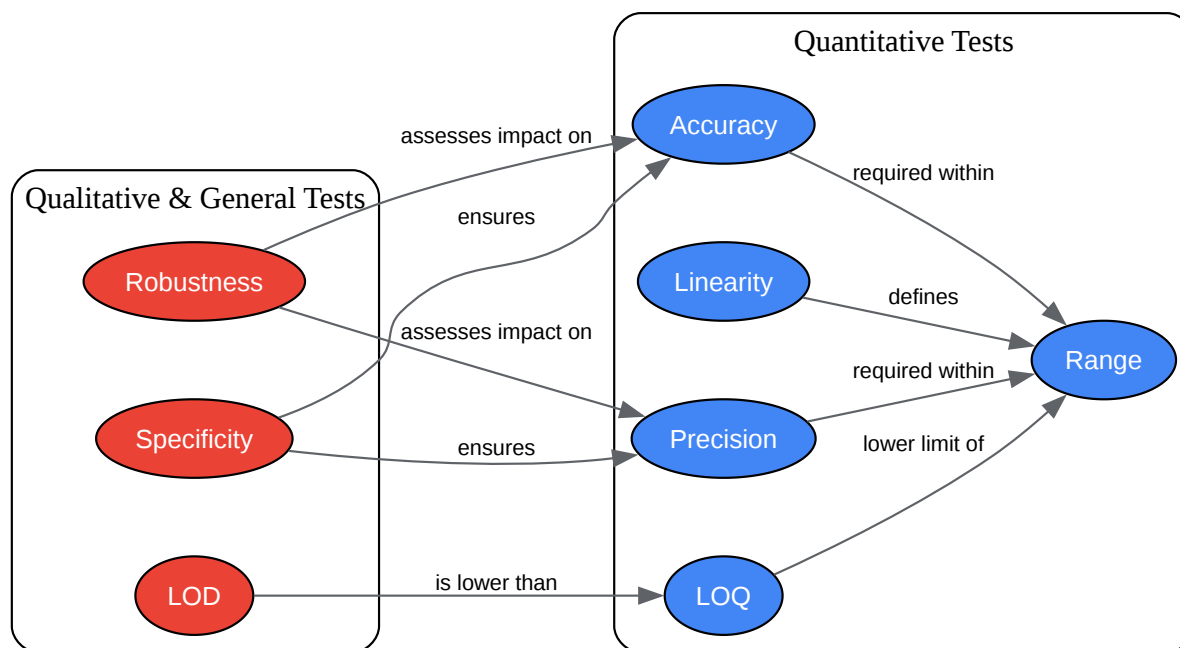 Quantitative Tests
Accuracy
assesses impact on
required within
Qualitative & General Tests
ensures
Robustness
Linearity
defines
assesses impact on
Range
required within
Specificity
Precision
ensures
lower limit of
LOD
is lower than
LOQ